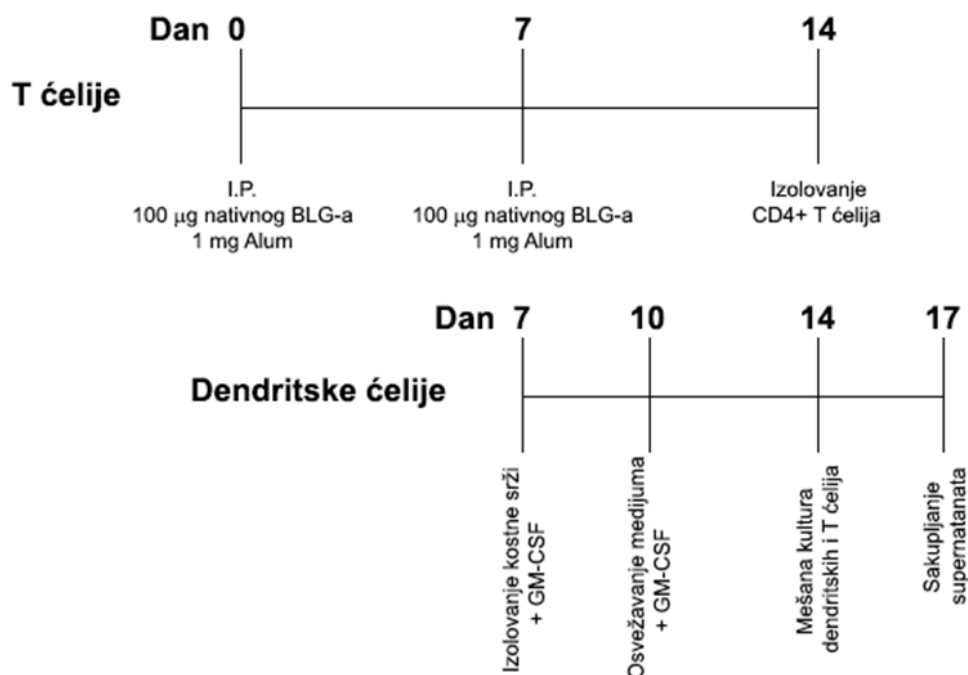 Dan 0 7 14
T ćelije
I.P.
100 μg nativnog BLG-a
1 mg Alum
I.P.
100 μg nativnog BLG-a
1 mg Alum
Izolovanje
CD4+ T ćelija
Dan 7 10 14 17
Dendritske ćelije
Izolovanje kostne srži
+ GM-CSF
Osvežavanje medijuma
+ GM-CSF
Mešana kultura
dendritskih i T ćelija
Sakupljanje
supernatanata